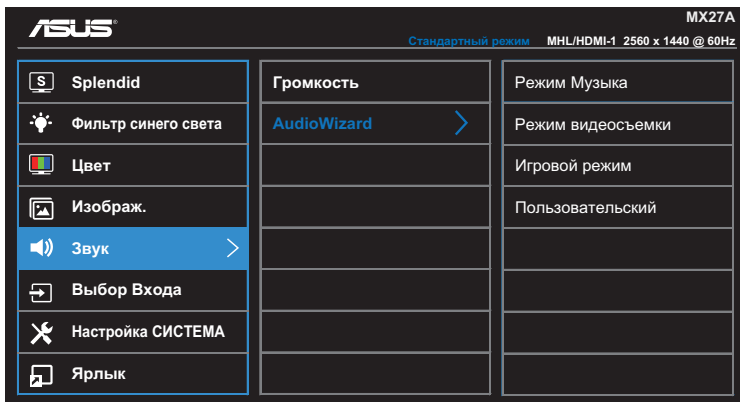 ASUS
MX27A
Стандартный режим MHL/HDMI-1 2560 x 1440 @ 60Hz
S Splendid
Фильтр синего света
Цвет
Изображ.
Звук
Выбор Входа
Настройка СИСТЕМА
Ярлык
Громкость
AudioWizard
Режим Музыка
Режим видеосъемки
Игровой режим
Пользовательский